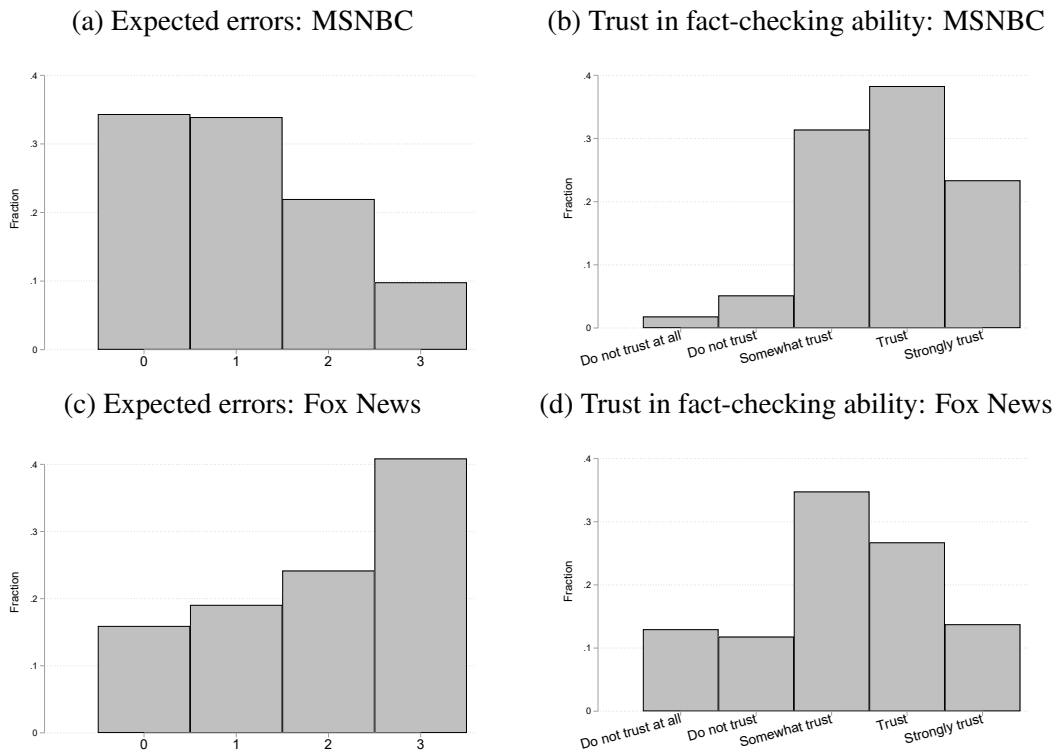 (a) Expected errors: MSNBC
.4
.3
.2
.1
0
Fraction
0 1 2 3
(b) Trust in fact-checking ability: MSNBC
.4
.3
.2
.1
0
Fraction
Do not trust at all Do not trust Somewhat trust Trust Strongly trust
(c) Expected errors: Fox News
.4
.3
.2
.1
0
Fraction
0 1 2 3
(d) Trust in fact-checking ability: Fox News
.4
.3
.2
.1
0
Fraction
Do not trust at all Do not trust Somewhat trust Trust Strongly trust